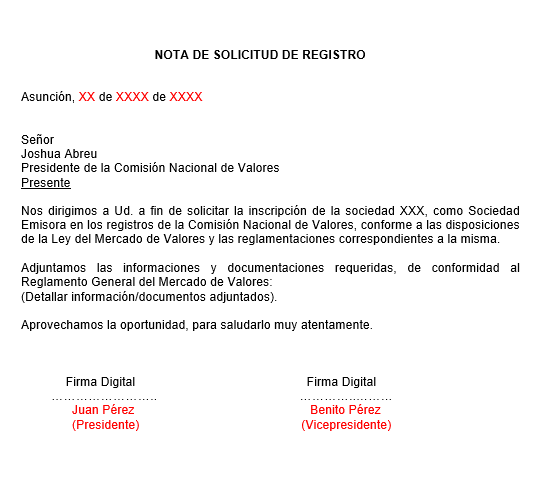 NOTA DE SOLICITUD DE REGISTRO
Asunción, XX de XXXX de XXXX
Señor
Joshua Abreu
Presidente de la Comisión Nacional de Valores
Presente
Nos dirigimos a Ud. a fin de solicitar la inscripción de la sociedad XXX, como Sociedad
Emisora en los registros de la Comisión Nacional de Valores, conforme a las disposiciones
de la Ley del Mercado de Valores y las reglamentaciones correspondientes a la misma.
Adjuntamos las informaciones y documentaciones requeridas, de conformidad al
Reglamento General del Mercado de Valores:
(Detallar información/documentos adjuntados).
Aprovechamos la oportunidad, para saludarlo muy atentamente.
Firma Digital Firma Digital
…………………….. …………..………
Juan Pérez Benito Pérez
(Presidente) (Vicepresidente)